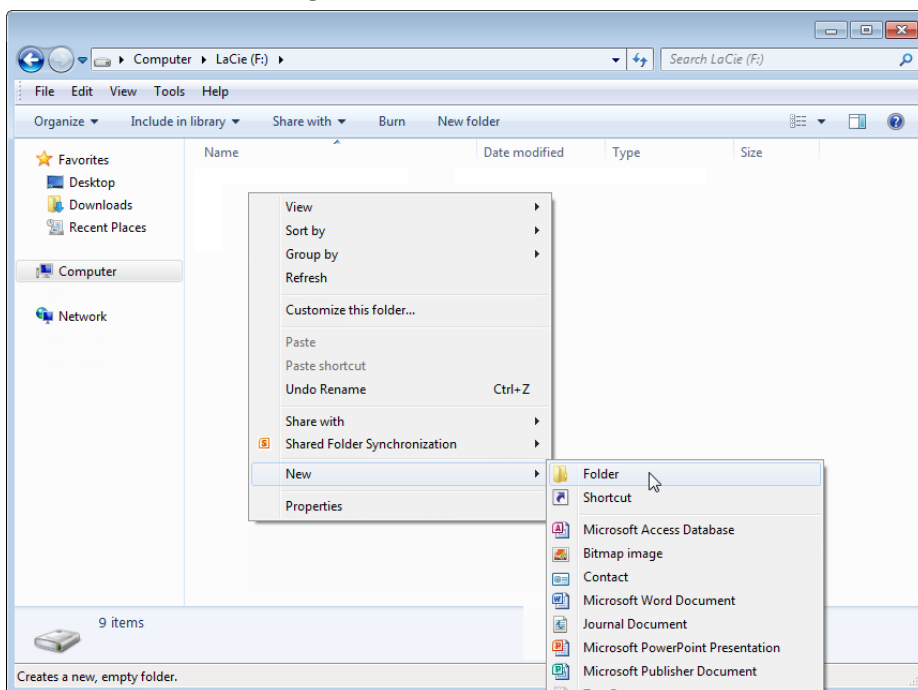 Computer ▸ LaCie (F:) ▸
Search LaCie (F:)
File Edit View Tools Help
Organize Include in library Share with Burn New folder
Name Date modified Type Size
Favorites
Desktop
Downloads
Recent Places
Computer
Network
View
Sort by
Group by
Refresh
Customize this folder...
Paste
Paste shortcut
Undo Rename Ctrl+Z
Share with
Shared Folder Synchronization
New
Properties
Folder
Shortcut
Microsoft Access Database
Bitmap image
Contact
Microsoft Word Document
Journal Document
Microsoft PowerPoint Presentation
Microsoft Publisher Document
9 items
Creates a new, empty folder.